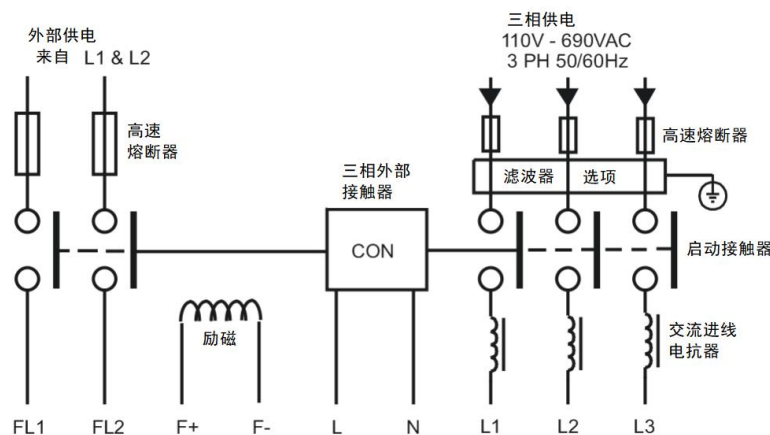 外部供电
来自 L1 & L2
三相供电
110V - 690VAC
3 PH 50/60Hz
高速
熔断器
高速熔断器
三相外部
接触器
滤波器 选项
CON
启动接触器
励磁
交流进线
电抗器
FL1 FL2 F+ F- L N L1 L2 L3